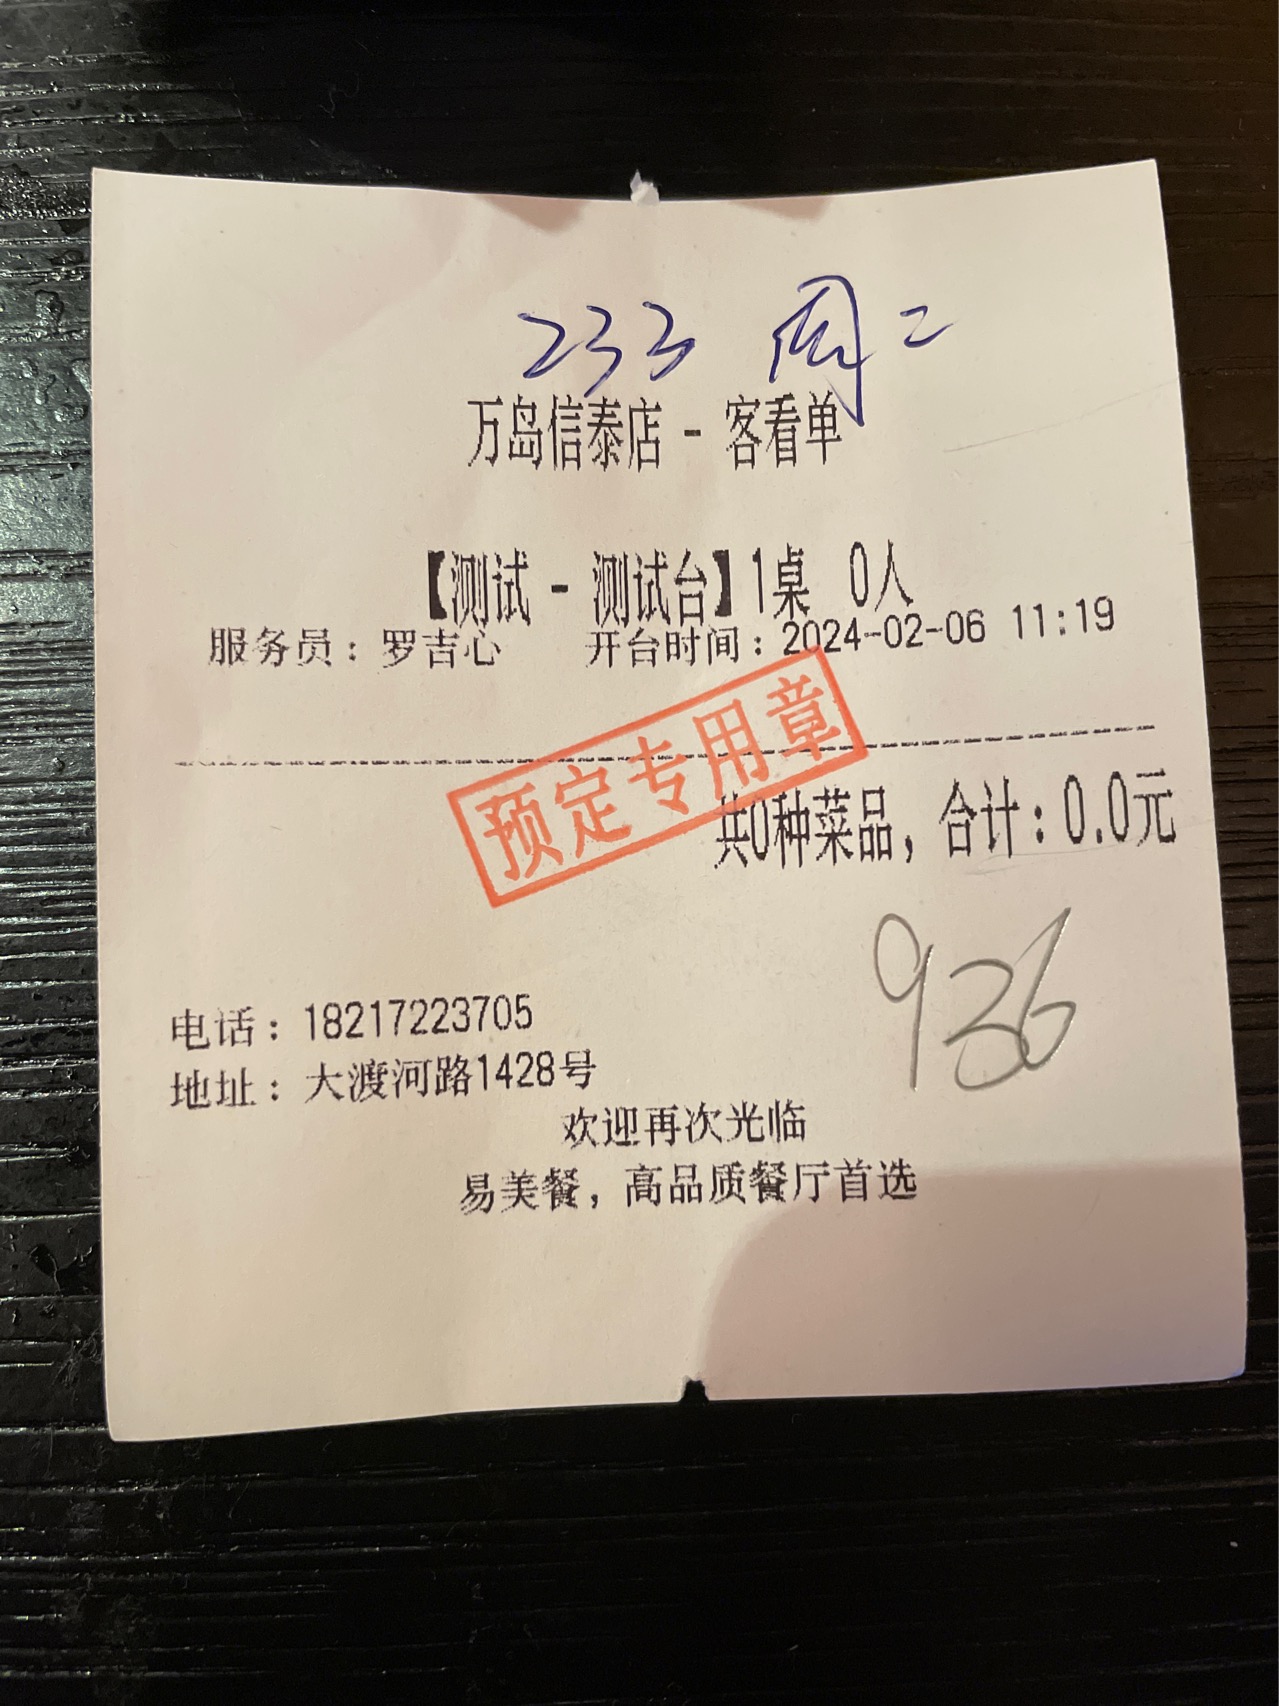 233 周二
万岛信泰店 - 客看单
【测试 - 测试台】1桌 0人
服务员：罗吉心 开台时间：2024-02-06 11:19
预定专用章
共0种菜品，合计：0.0元
936
电话：18217223705
地址：大渡河路1428号
欢迎再次光临
易美餐，高品质餐厅首选